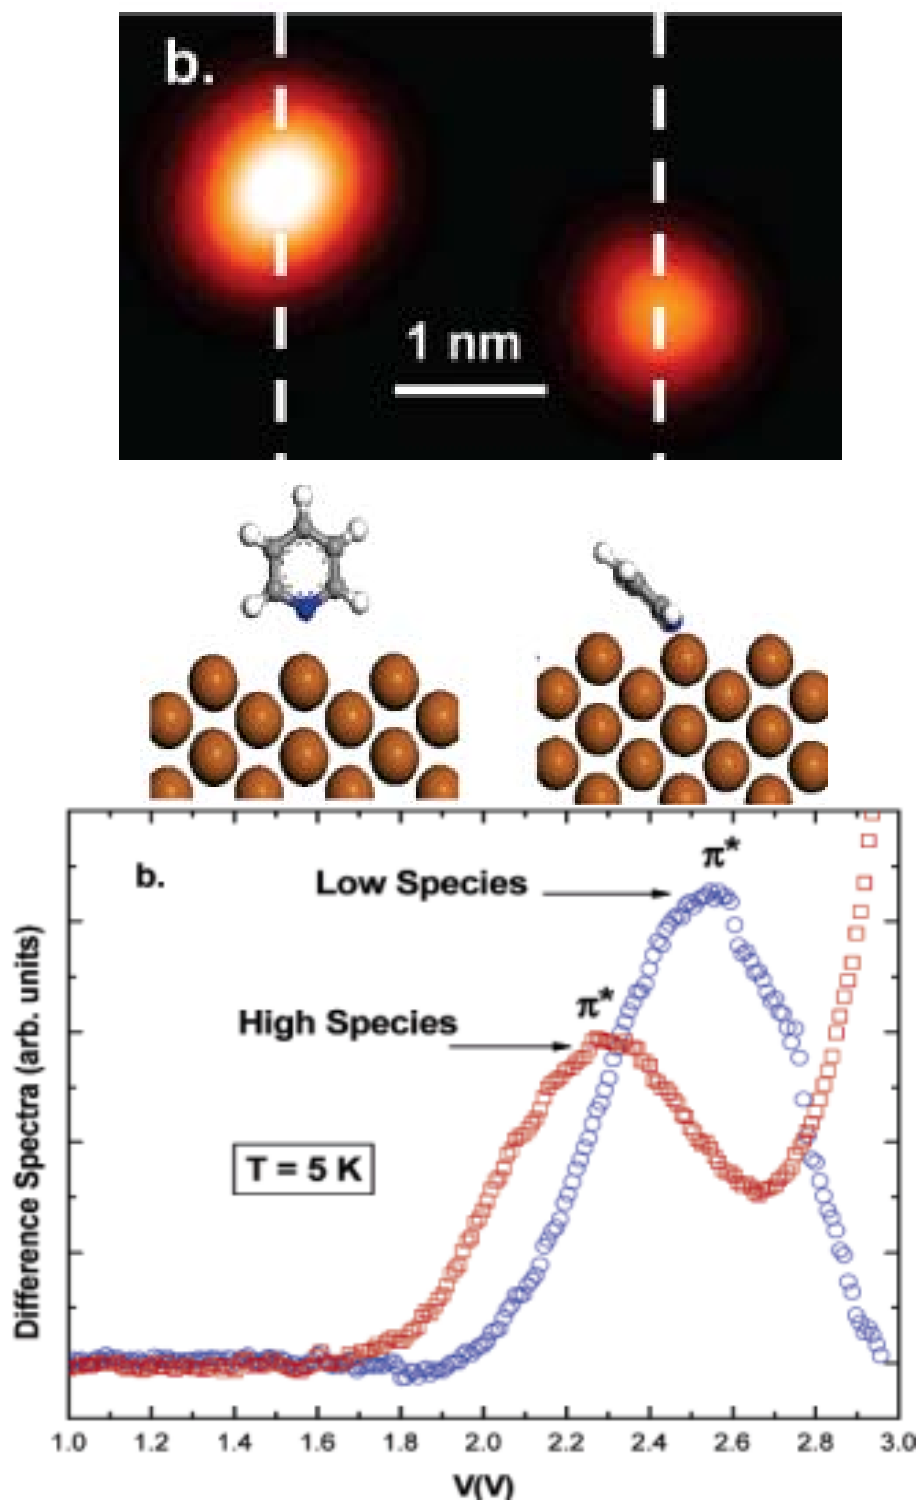 b.
1 nm
b.
π*
Low Species
π*
High Species
T = 5 K
Difference Spectra (arb. units)
1.0 1.2 1.4 1.6 1.8 2.0 2.2 2.4 2.6 2.8 3.0
V(V)